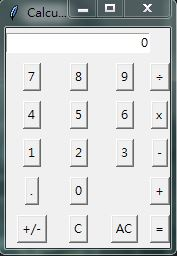 Calcu...
0
7 8 9 ÷
4 5 6 x
1 2 3 -
. 0 +
+/- C AC =